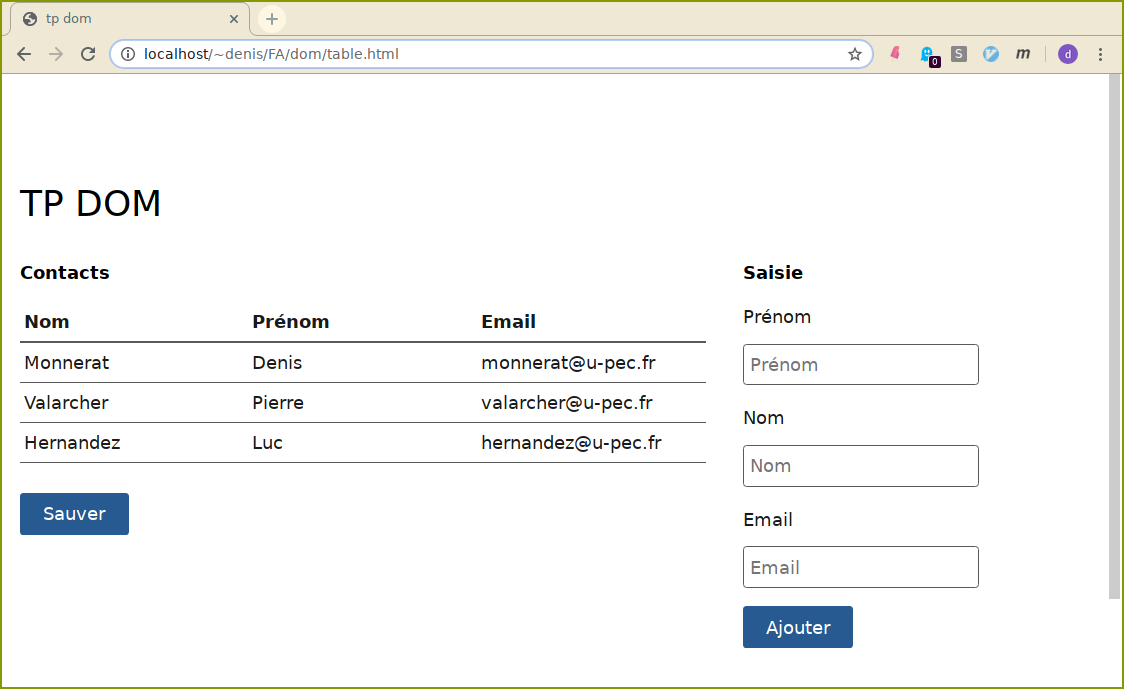 tp dom
localhost/~denis/FA/dom/table.html
0
S
m
d
TP DOM
Contacts
Nom Prénom Email
Monnerat Denis monnerat@u-pec.fr
Valarcher Pierre valarcher@u-pec.fr
Hernandez Luc hernandez@u-pec.fr
Sauver
Saisie
Prénom
Prénom
Nom
Nom
Email
Email
Ajouter